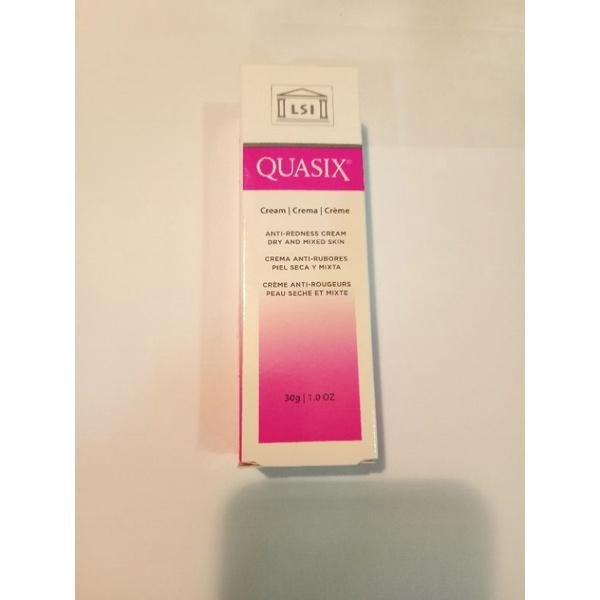 LSI
QUASIX®
Cream | Crema | Crème
ANTI-REDNESS CREAM
DRY AND MIXED SKIN
CREMA ANTI-RUBORES
PIEL SECA Y MIXTA
CRÈME ANTI-ROUGEURS
PEAU SECHE ET MIXTE
30g | 1.0 OZ